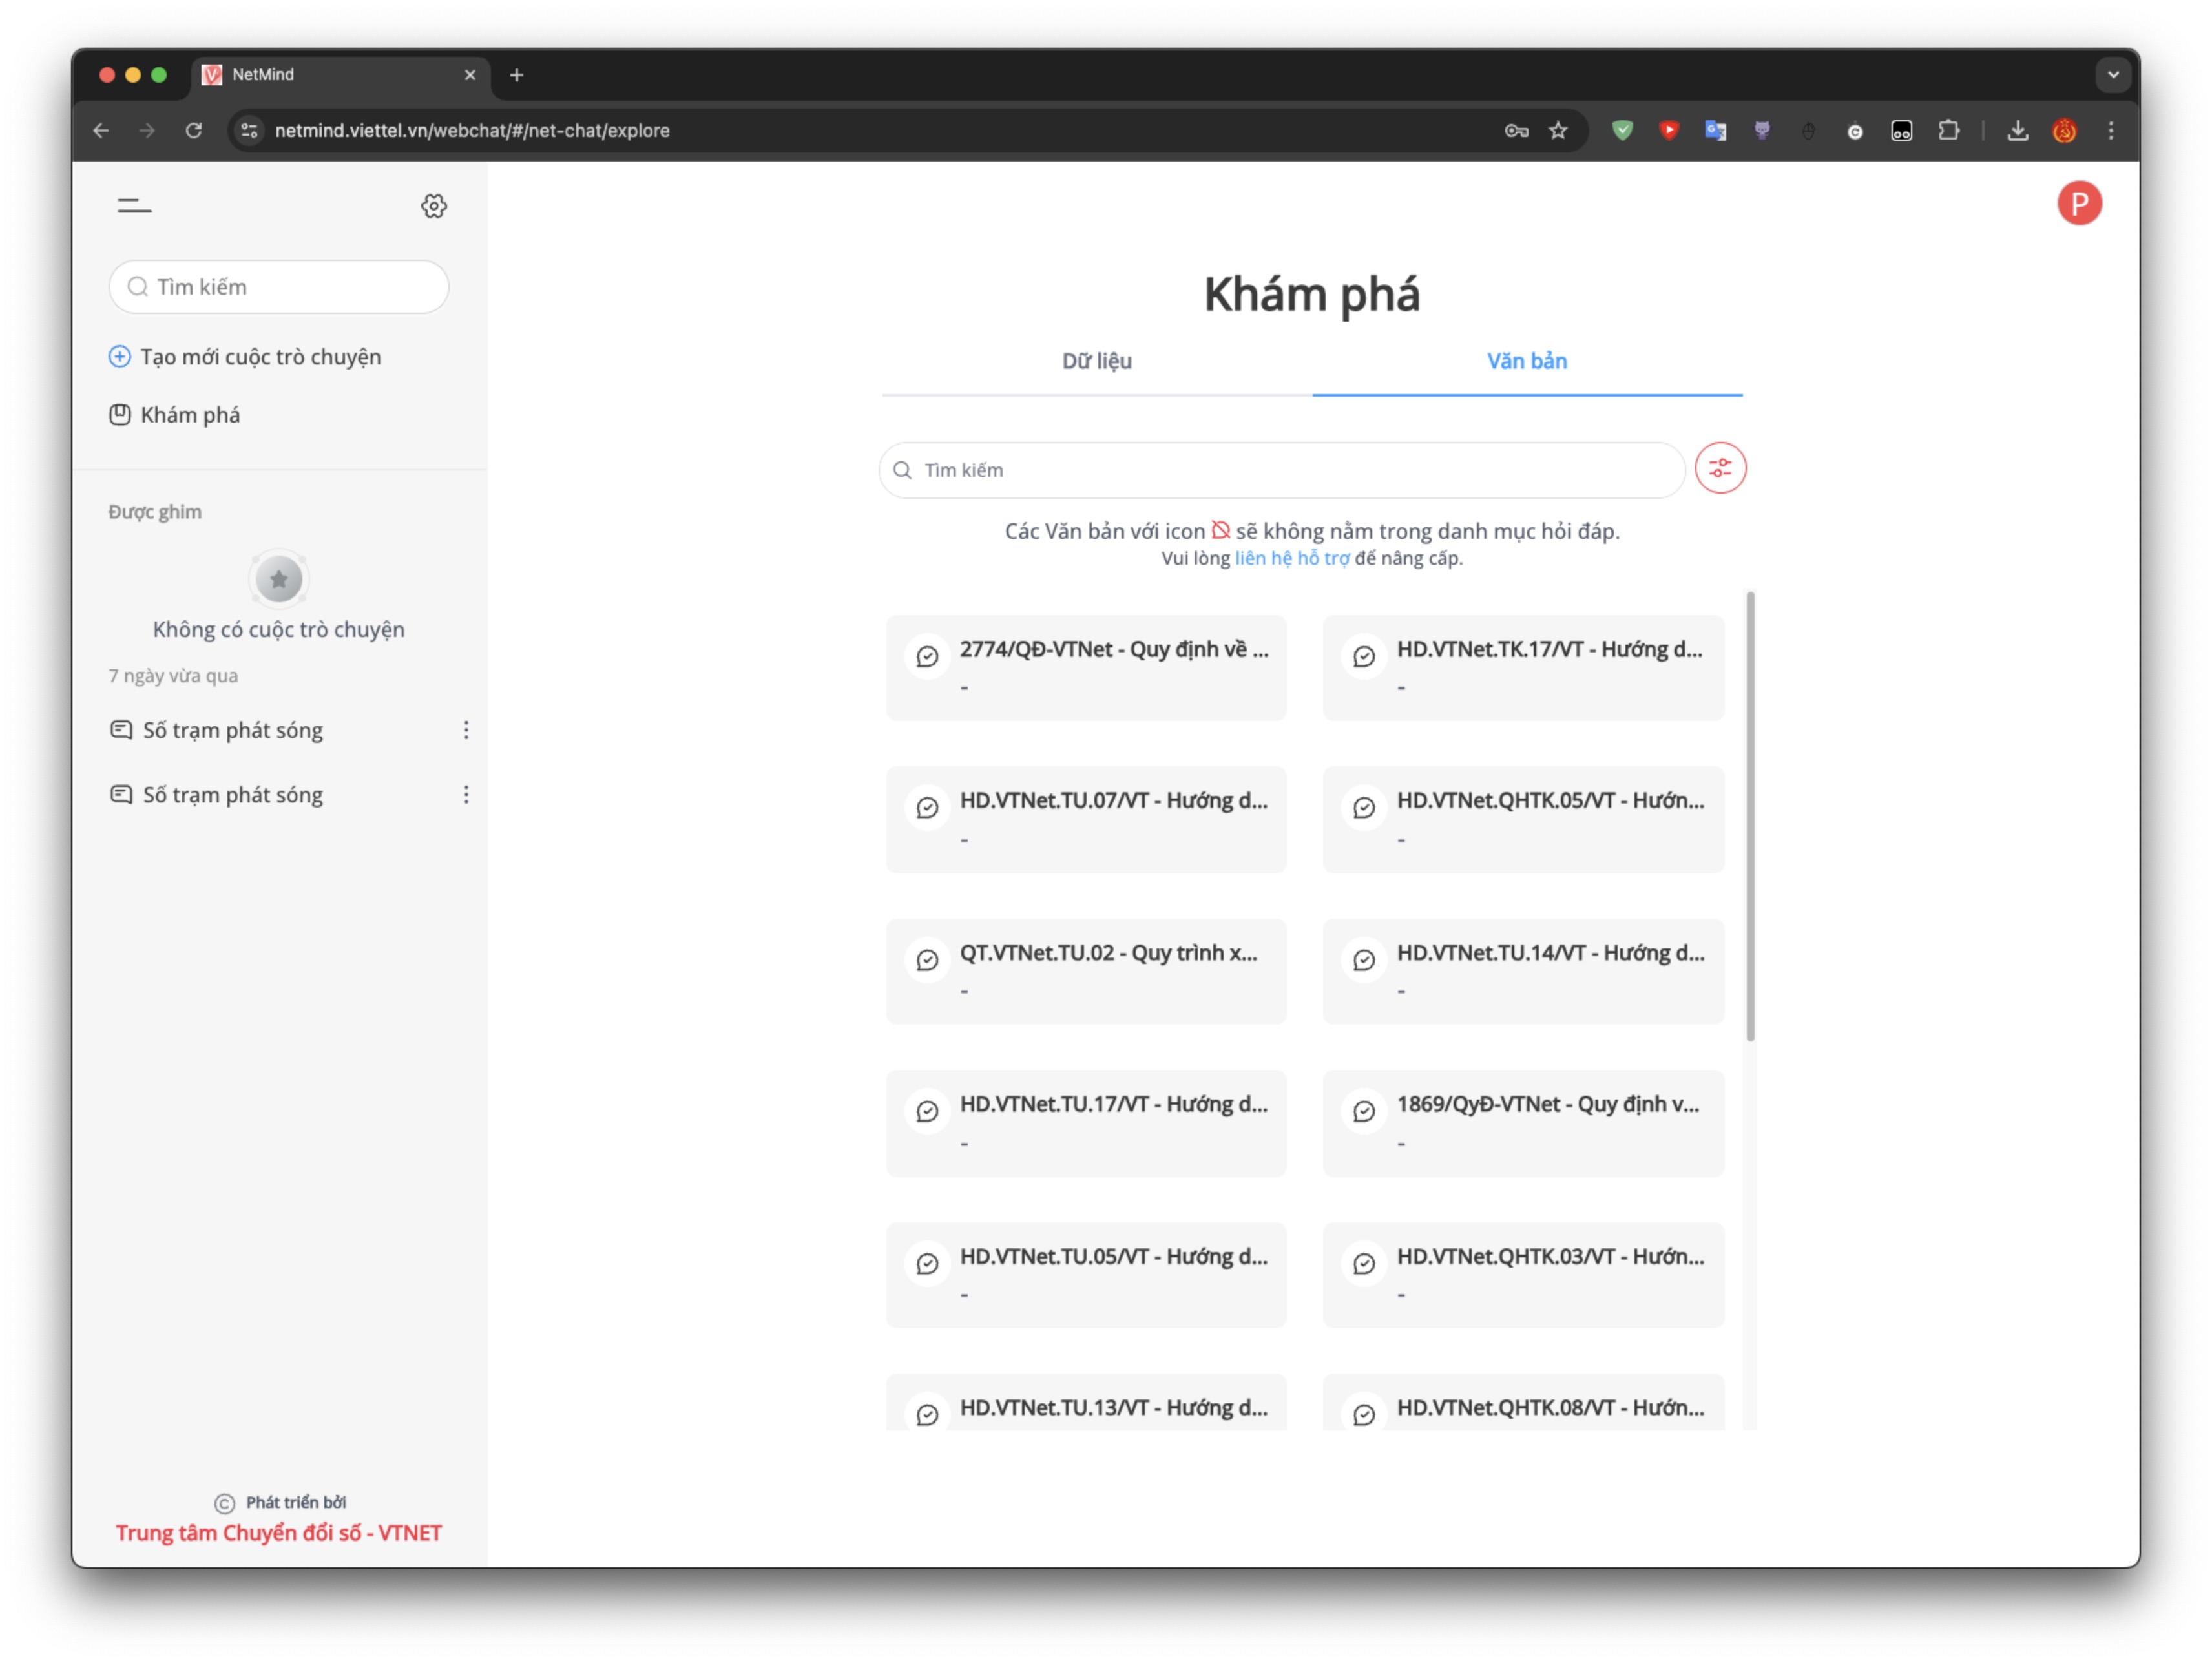 NetMind
netmind.viettel.vn/webchat/#/net-chat/explore
P
Tìm kiếm
Tạo mới cuộc trò chuyện
Khám phá
Được ghim
Không có cuộc trò chuyện
7 ngày vừa qua
Số trạm phát sóng
Số trạm phát sóng
© Phát triển bởi
Trung tâm Chuyển đổi số - VTNET
Khám phá
Dữ liệu Văn bản
Tìm kiếm
Các Văn bản với icon sẽ không nằm trong danh mục hỏi đáp.
Vui lòng liên hệ hỗ trợ để nâng cấp.
2774/QĐ-VTNet - Quy định về ...
-
HD.VTNet.TK.17/VT - Hướng d...
-
HD.VTNet.TU.07/VT - Hướng d...
-
HD.VTNet.QHTK.05/VT - Hướn...
-
QT.VTNet.TU.02 - Quy trình x...
-
HD.VTNet.TU.14/VT - Hướng d...
-
HD.VTNet.TU.17/VT - Hướng d...
-
1869/QyĐ-VTNet - Quy định v...
-
HD.VTNet.TU.05/VT - Hướng d...
-
HD.VTNet.QHTK.03/VT - Hướn...
-
HD.VTNet.TU.13/VT - Hướng d...
HD.VTNet.QHTK.08/VT - Hướn...